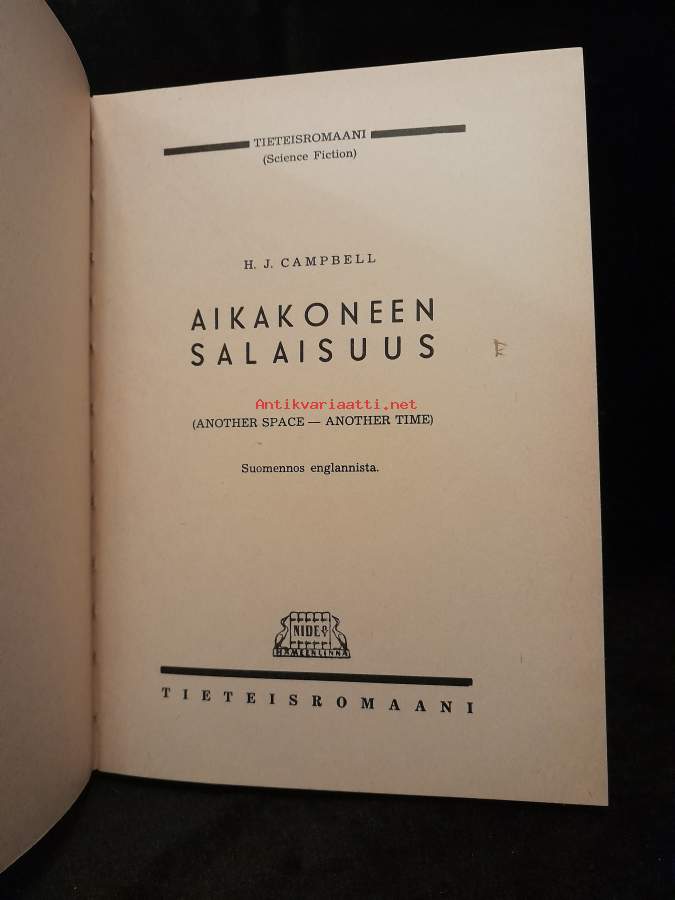 TIETEISROMAANI
(Science Fiction)
H. J. CAMPBELL
AIKAKONEEN
SALAISUUS
Antikvariaatti.net
(ANOTHER SPACE — ANOTHER TIME)
Suomennos englannista.
NIDE
HÄMEENLINNA
TIETEISROMAANI